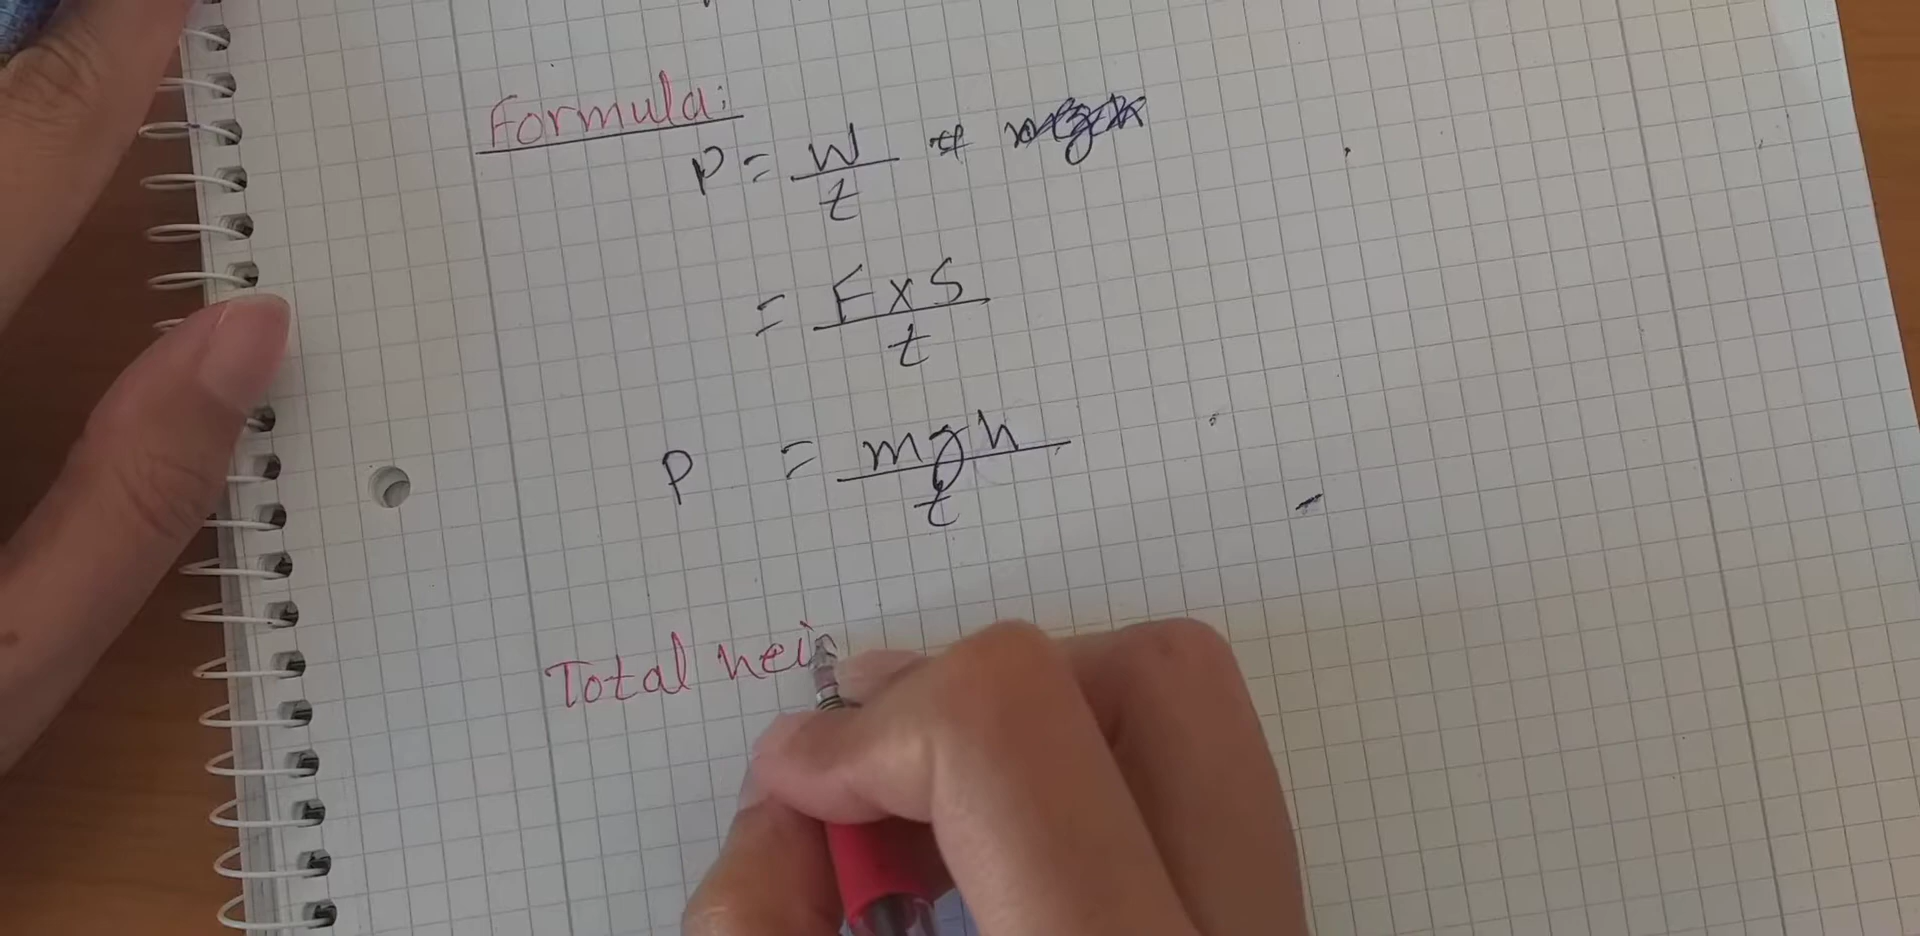 Formula:
P = W / t
= F x S / t
P = mgh / t
Total hei